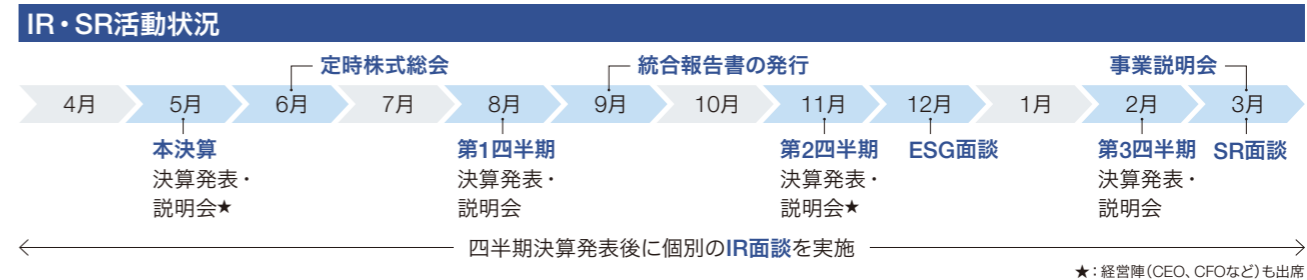 IR・SR活動状況
定時株式総会
統合報告書の発行
事業説明会
4月
5月
6月
7月
8月
9月
10月
11月
12月
1月
2月
3月
本決算
決算発表・
説明会★
第1四半期
決算発表・
説明会
第2四半期
決算発表・
説明会★
ESG面談
第3四半期
決算発表・
説明会
SR面談
四半期決算発表後に個別のIR面談を実施
★：経営陣（CEO、CFOなど）も出席